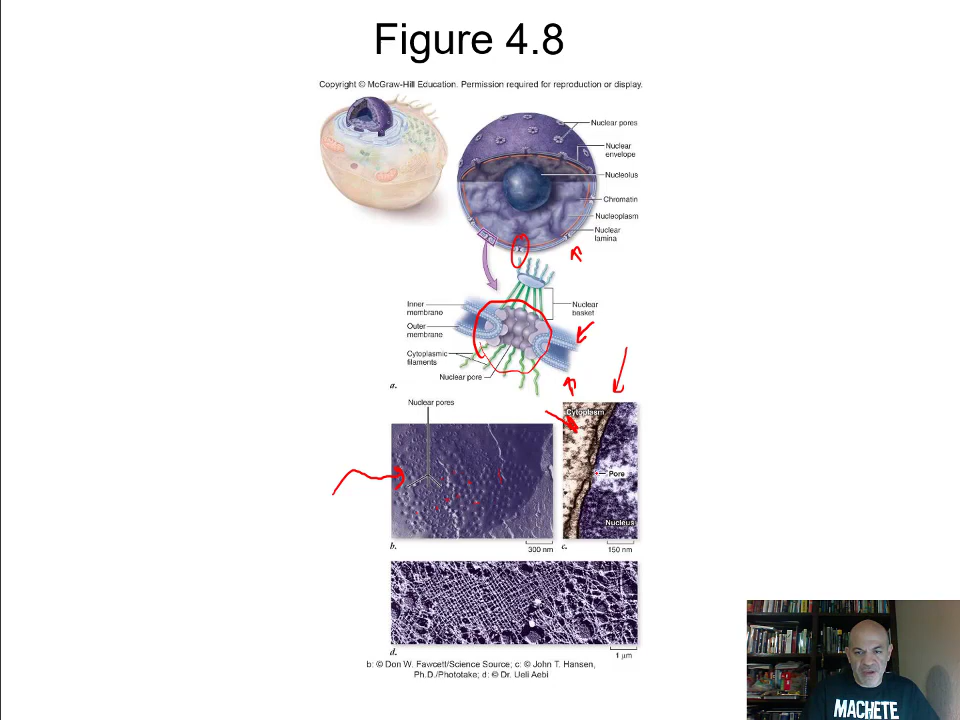 Figure 4.8
Copyright © McGraw-Hill Education. Permission required for reproduction or display.
Nuclear pores
Nuclear
envelope
Nucleolus
Chromatin
Nucleoplasm
Nuclear
lamina
Inner
membrane
Outer
membrane
Nuclear
basket
Cytoplasmic
filaments
Nuclear pore
a.
Nuclear pores
Cytoplasm
Pore
Nucleus
b.
300 nm
c.
150 nm
d.
1 µm
b: © Don W. Fawcett/Science Source; c: © John T. Hansen,
Ph.D./Phototake; d: © Dr. Ueli Aebi
MACHETE